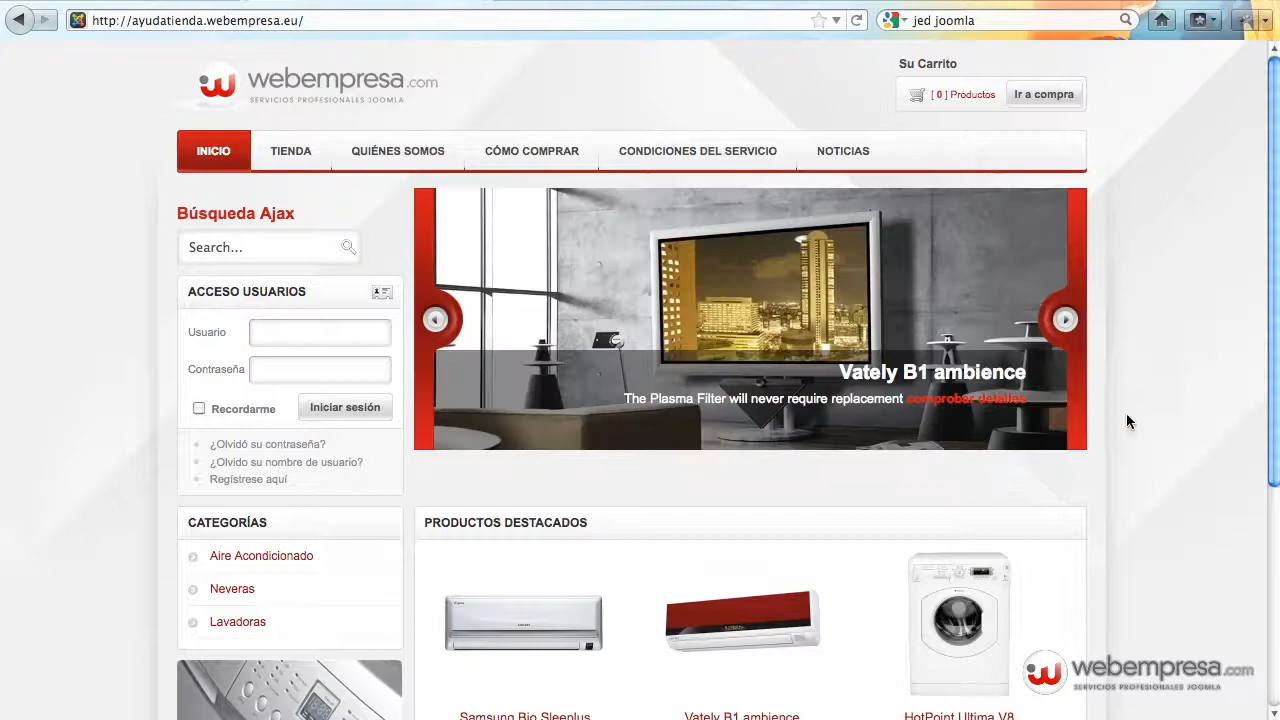 http://ayudatienda.webempresa.eu/
jed joomla
webempresa.com
SERVICIOS PROFESIONALES JOOMLA
Su Carrito
[ 0 ] Productos
Ir a compra
INICIO
TIENDA
QUIÉNES SOMOS
CÓMO COMPRAR
CONDICIONES DEL SERVICIO
NOTICIAS
Búsqueda Ajax
Search...
ACCESO USUARIOS
Usuario
Contraseña
Recordarme
Iniciar sesión
¿Olvidó su contraseña?
¿Olvido su nombre de usuario?
Regístrese aquí
Vately B1 ambience
The Plasma Filter will never require replacement comprobar detalles
CATEGORÍAS
Aire Acondicionado
Neveras
Lavadoras
PRODUCTOS DESTACADOS
Samsung Bio Sleeplus
Vately B1 ambience
HotPoint Ultima V8
webempresa.com
SERVICIOS PROFESIONALES JOOMLA